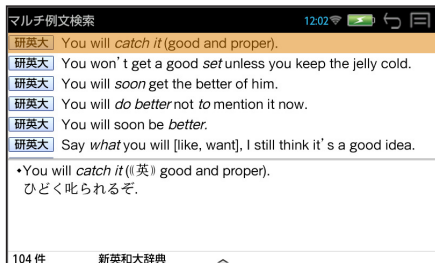 マルチ例文検索 12:02
研英大 You will catch it (good and proper).
研英大 You won't get a good set unless you keep the jelly cold.
研英大 You will soon get the better of him.
研英大 You will do better not to mention it now.
研英大 You will soon be better.
研英大 Say what you will [like, want], I still think it's a good idea.
◆You will catch it (《英》 good and proper).
ひどく叱られるぞ.
104 件 新英和大辞典